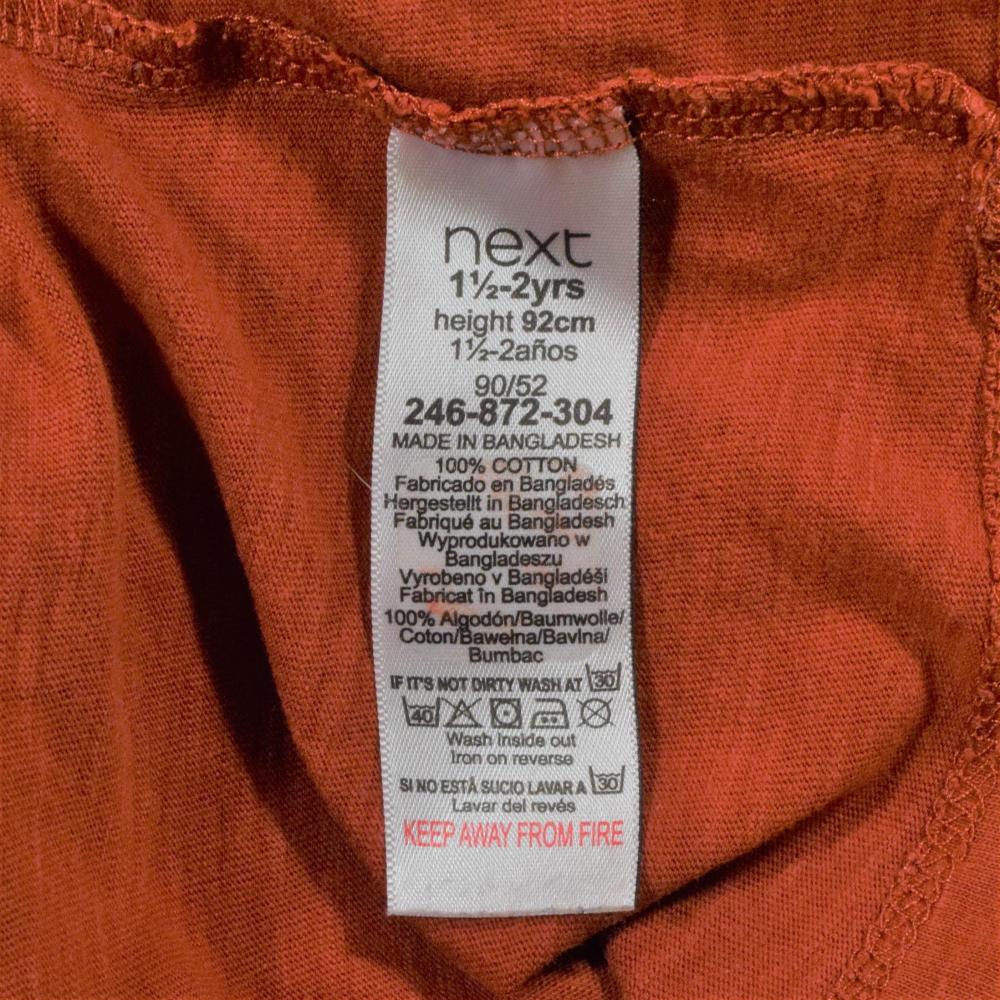 next
1½-2yrs
height 92cm
1½-2años
90/52
246-872-304
MADE IN BANGLADESH
100% COTTON
Fabricado en Bangladés
Hergestellt in Bangladesch
Fabriqué au Bangladesh
Wyprodukowano w
Bangladeszu
Vyrobeno v Bangladéši
Fabricat în Bangladesh
100% Algodón/Baumwolle/
Coton/Bawełna/Bavlna/
Bumbac
IF IT'S NOT DIRTY WASH AT 30
40
Wash inside out
Iron on reverse
SI NO ESTÁ SUCIO LAVAR A 30
Lavar del revés
KEEP AWAY FROM FIRE